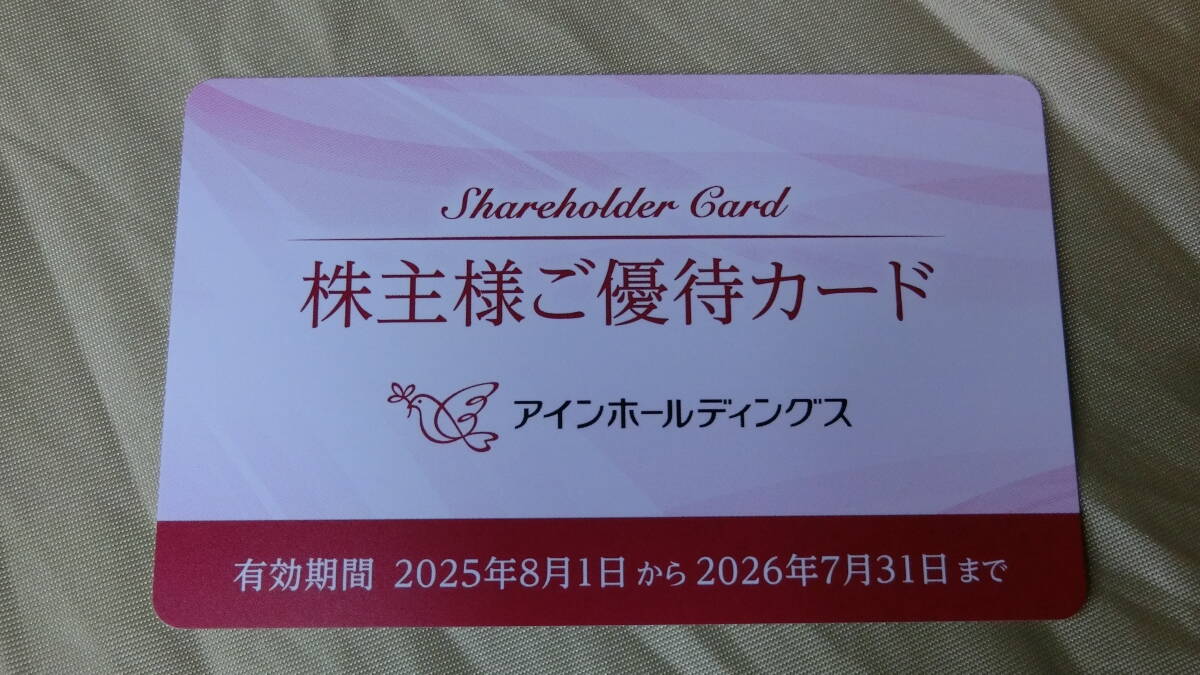 Shareholder Card
株主様ご優待カード
アインホールディングス
有効期間 2025年8月1日から2026年7月31日まで